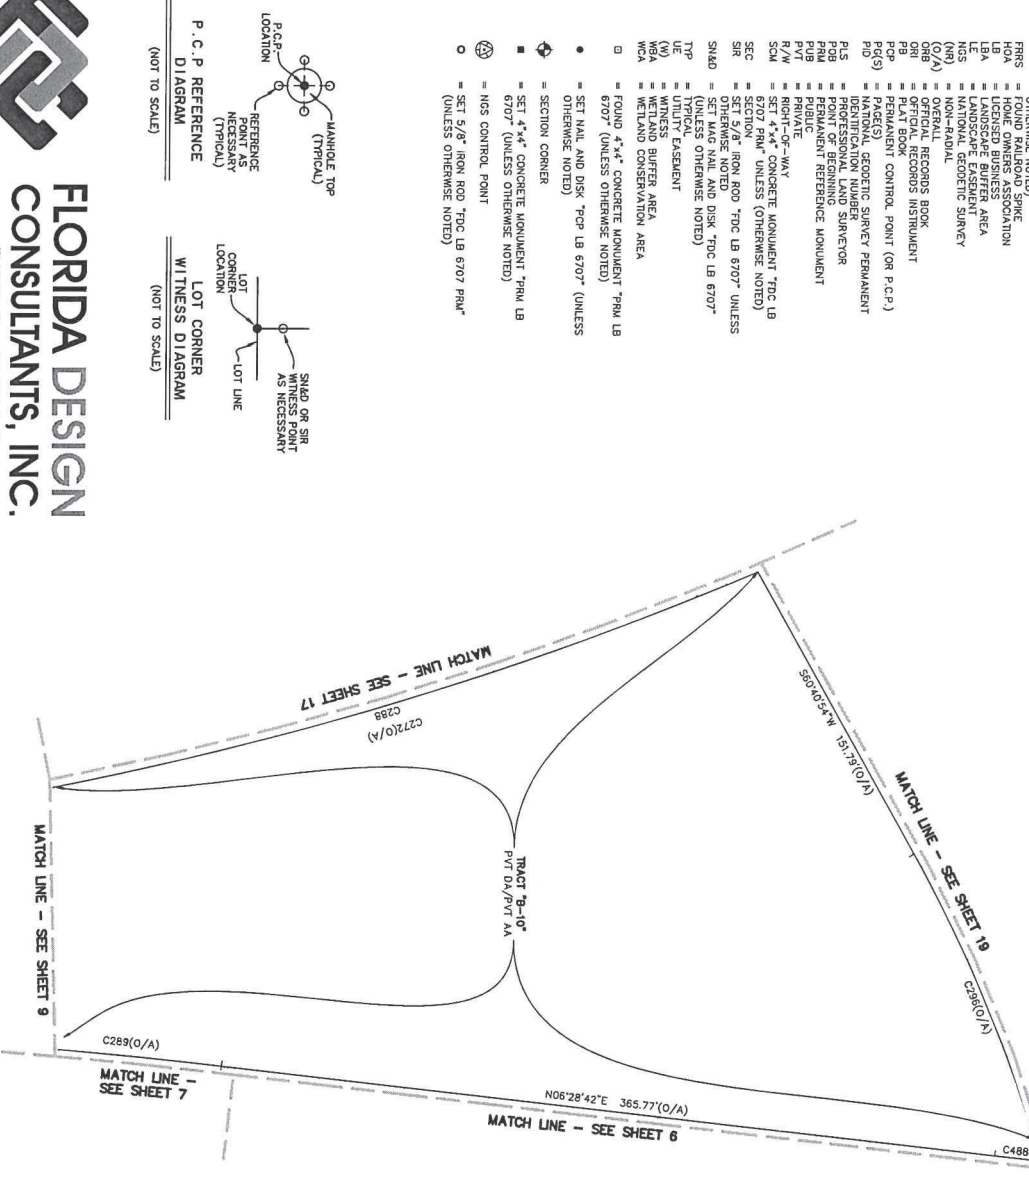 FRRS = FOUND RAILROAD SPIKE
HOA = HOME OWNERS ASSOCIATION
LB = LICENSED BUSINESS
LBA = LANDSCAPE BUFFER AREA
LE = LANDSCAPE EASEMENT
NGS = NATIONAL GEODETIC SURVEY
(NR) = NON-RADIAL
(O/A) = OVERALL
ORB = OFFICIAL RECORDS BOOK
OR = OFFICIAL RECORDS INSTRUMENT
PB = PLAT BOOK
PCP = PERMANENT CONTROL POINT (OR P.C.P.)
PG(S) = PAGE(S)
PID = NATIONAL GEODETIC SURVEY PERMANENT
IDENTIFICATION NUMBER
PLS = PROFESSIONAL LAND SURVEYOR
POB = POINT OF BEGINNING
PRM = PERMANENT REFERENCE MONUMENT
PUB = PUBLIC
PVT = PRIVATE
R/W = RIGHT-OF-WAY
SCM = SET 4"x4" CONCRETE MONUMENT "FDC LB
6707 PRM" UNLESS (OTHERWISE NOTED)
SEC = SECTION
SIR = SET 5/8" IRON ROD "FDC LB 6707" UNLESS
OTHERWISE NOTED
SN&D = SET MAG NAIL AND DISK "FDC LB 6707"
(UNLESS OTHERWISE NOTED)
TYP = TYPICAL
UE = UTILITY EASEMENT
(W) = WITNESS
WBA = WETLAND BUFFER AREA
WCA = WETLAND CONSERVATION AREA
= FOUND 4"x4" CONCRETE MONUMENT "PRM LB
6707" (UNLESS OTHERWISE NOTED)
= SET NAIL AND DISK "PCP LB 6707" (UNLESS
OTHERWISE NOTED)
= SECTION CORNER
= SET 4"x4" CONCRETE MONUMENT "PRM LB
6707" (UNLESS OTHERWISE NOTED)
= NGS CONTROL POINT
= SET 5/8" IRON ROD "FDC LB 6707 PRM"
(UNLESS OTHERWISE NOTED)
MANHOLE TOP
(TYPICAL)
P.C.P.
LOCATION
REFERENCE
POINT AS
NECESSARY
(TYPICAL)
P.C.P REFERENCE
DIAGRAM
(NOT TO SCALE)
SN&D OR SIR
WITNESS POINT
AS NECESSARY
LOT
CORNER
LOCATION
LOT LINE
LOT CORNER
WITNESS DIAGRAM
(NOT TO SCALE)
FLORIDA DESIGN
CONSULTANTS, INC.
MATCH LINE - SEE SHEET 17
C288
C272(O/A)
S60°40'54"W 151.79'(O/A)
MATCH LINE - SEE SHEET 19
C296(O/A)
TRACT "B-10"
PVT DA/PVT AA
MATCH LINE - SEE SHEET 9
C289(O/A)
MATCH LINE -
SEE SHEET 7
N06°28'42"E 365.77'(O/A)
MATCH LINE - SEE SHEET 6
C488